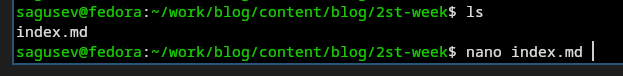 sagusev@fedora:~/work/blog/content/blog/2st-week$ ls
index.md
sagusev@fedora:~/work/blog/content/blog/2st-week$ nano index.md